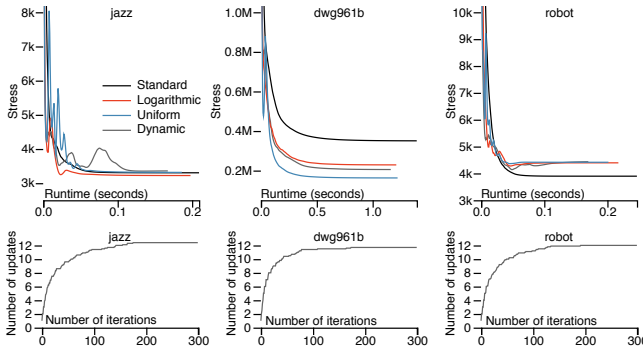 jazz
8k
7k
6k
5k
4k
3k
Stress
Standard
Logarithmic
Uniform
Dynamic
Runtime (seconds)
0.0 0.1 0.2
dwg961b
1.0M
0.8M
0.6M
0.4M
0.2M
Stress
Runtime (seconds)
0.0 0.5 1.0
robot
10k
9k
8k
7k
6k
5k
4k
3k
Stress
Runtime (seconds)
0.0 0.1 0.2
jazz
12
10
8
6
4
2
0
Number of updates
Number of iterations
0 100 200 300
dwg961b
12
10
8
6
4
2
0
Number of updates
Number of iterations
0 100 200 300
robot
12
10
8
6
4
2
0
Number of updates
Number of iterations
0 100 200 300